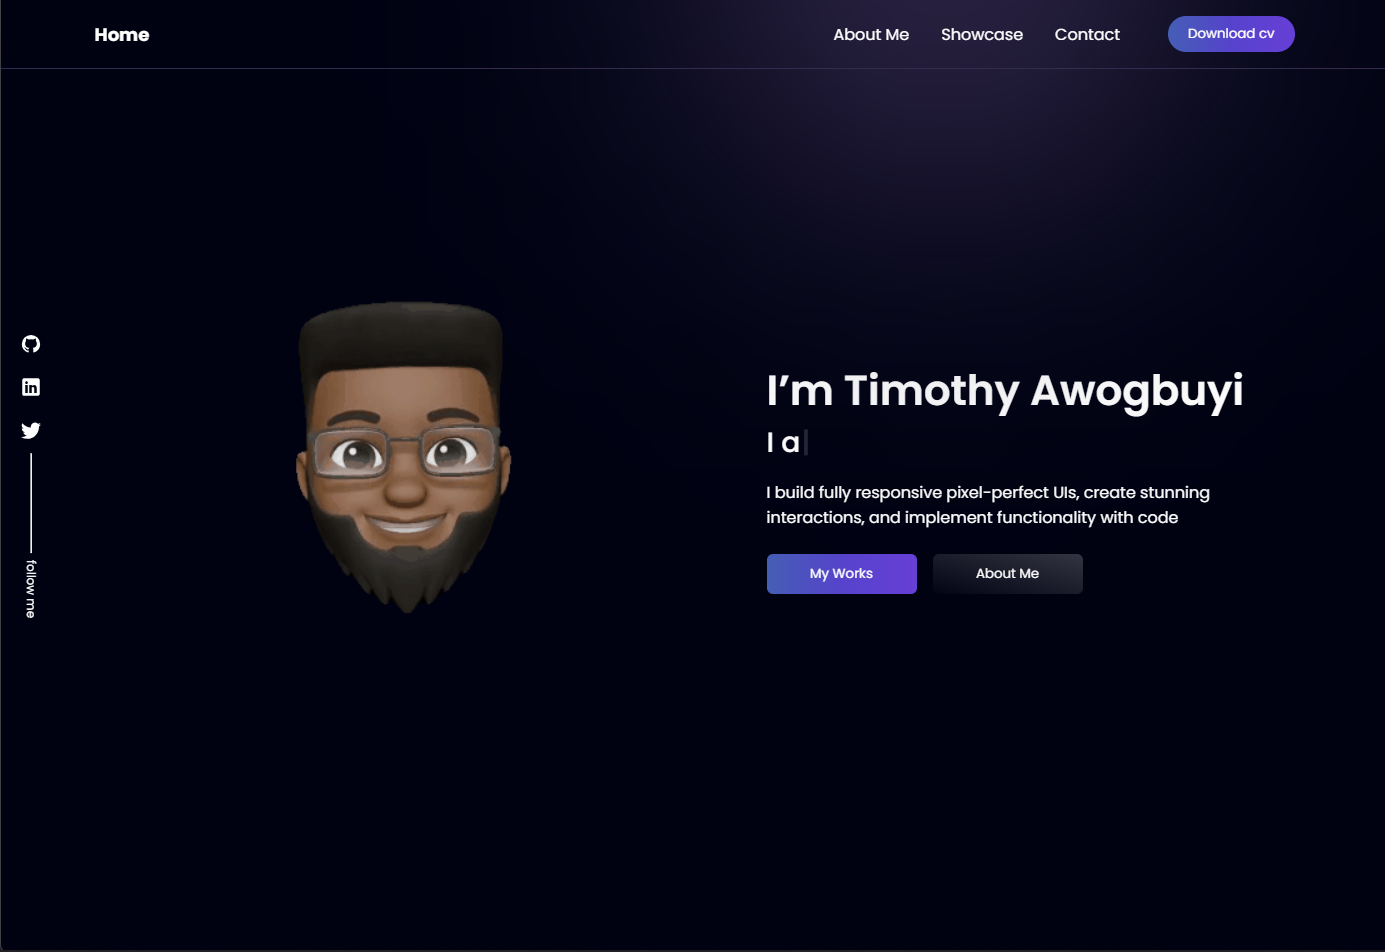 Home
About Me
Showcase
Contact
Download cv
follow me
I’m Timothy Awogbuyi
I a
I build fully responsive pixel-perfect UIs, create stunning
interactions, and implement functionality with code
My Works
About Me